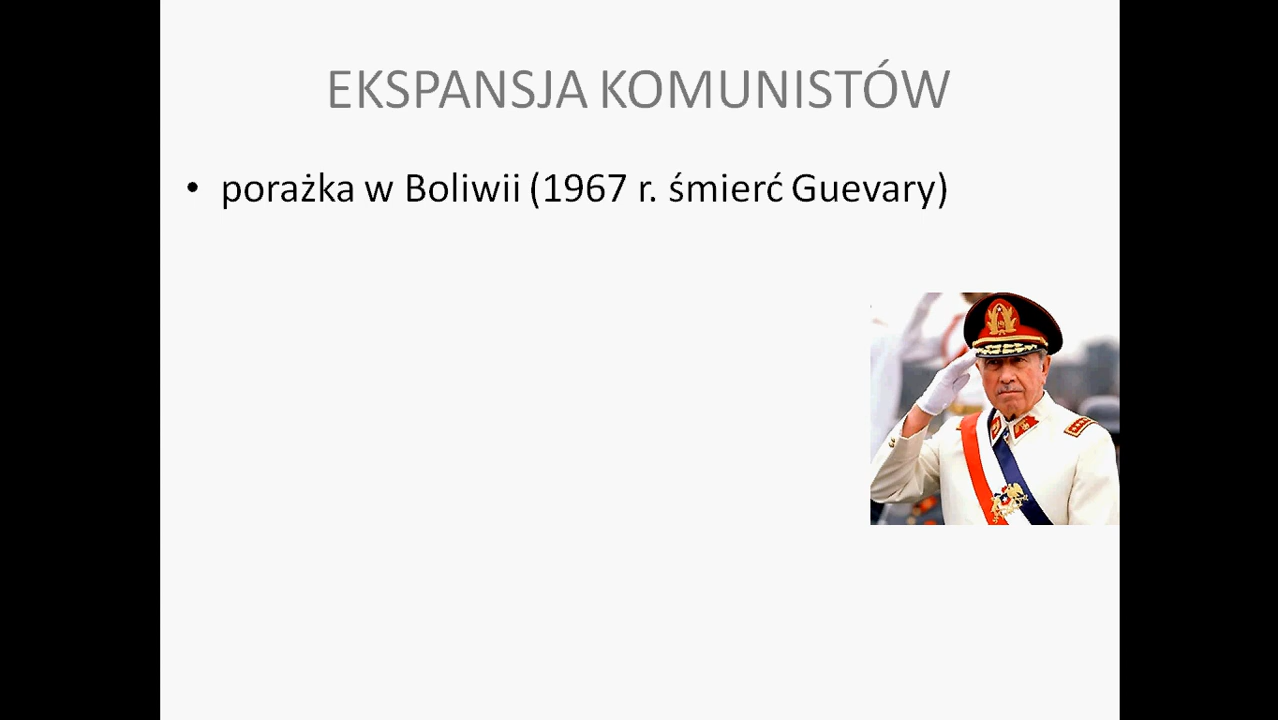 EKSPANSJA KOMUNISTÓW
• porażka w Boliwii (1967 r. śmierć Guevary)